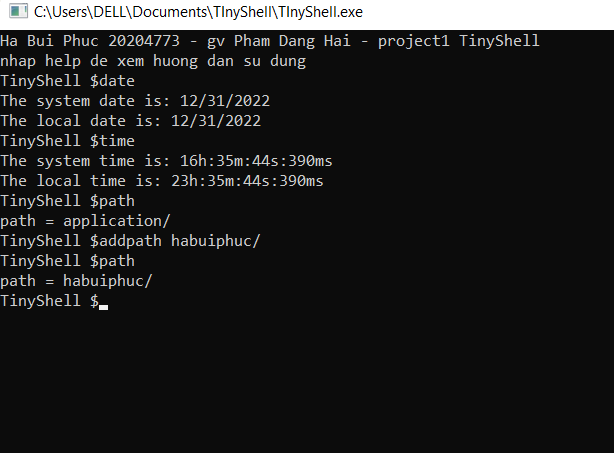 C:\Users\DELL\Documents\TInyShell\TInyShell.exe
Ha Bui Phuc 20204773 - gv Pham Dang Hai - project1 TinyShell
nhap help de xem huong dan su dung
TinyShell $date
The system date is: 12/31/2022
The local date is: 12/31/2022
TinyShell $time
The system time is: 16h:35m:44s:390ms
The local time is: 23h:35m:44s:390ms
TinyShell $path
path = application/
TinyShell $addpath habuiphuc/
TinyShell $path
path = habuiphuc/
TinyShell $